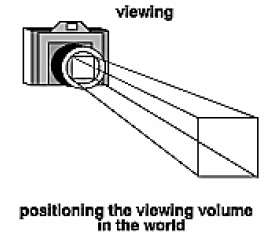 viewing
positioning the viewing volume
in the world